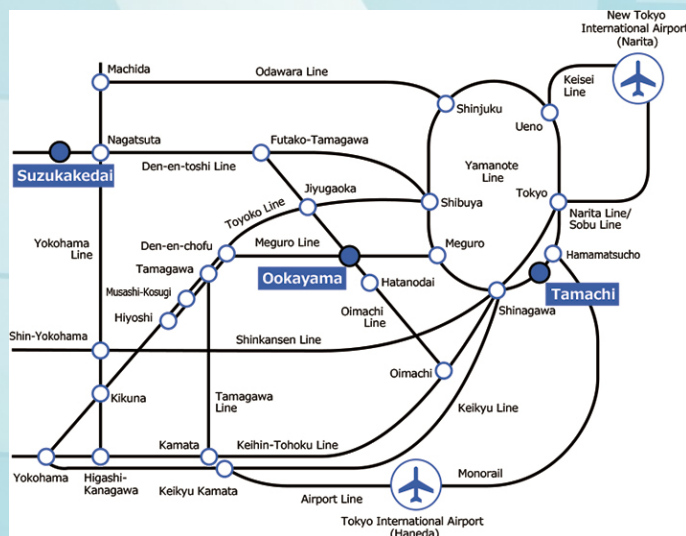 New Tokyo
International Airport
(Narita)
Machida
Odawara Line
Keisei
Line
Shinjuku
Ueno
Nagatsuta
Futako-Tamagawa
Suzukakedai
Den-en-toshi Line
Yamanote
Line
Jiyugaoka
Tokyo
Toyoko Line
Shibuya
Narita Line/
Sobu Line
Yokohama
Line
Den-en-chofu
Meguro Line
Meguro
Hamamatsucho
Tamagawa
Ookayama
Hatanodai
Tamachi
Musashi-Kosugi
Hiyoshi
Oimachi
Line
Shinagawa
Shin-Yokohama
Shinkansen Line
Oimachi
Kikuna
Tamagawa
Line
Keikyu Line
Kamata
Keihin-Tohoku Line
Yokohama
Higashi-
Kanagawa
Keikyu Kamata
Monorail
Airport Line
Tokyo International Airport
(Haneda)